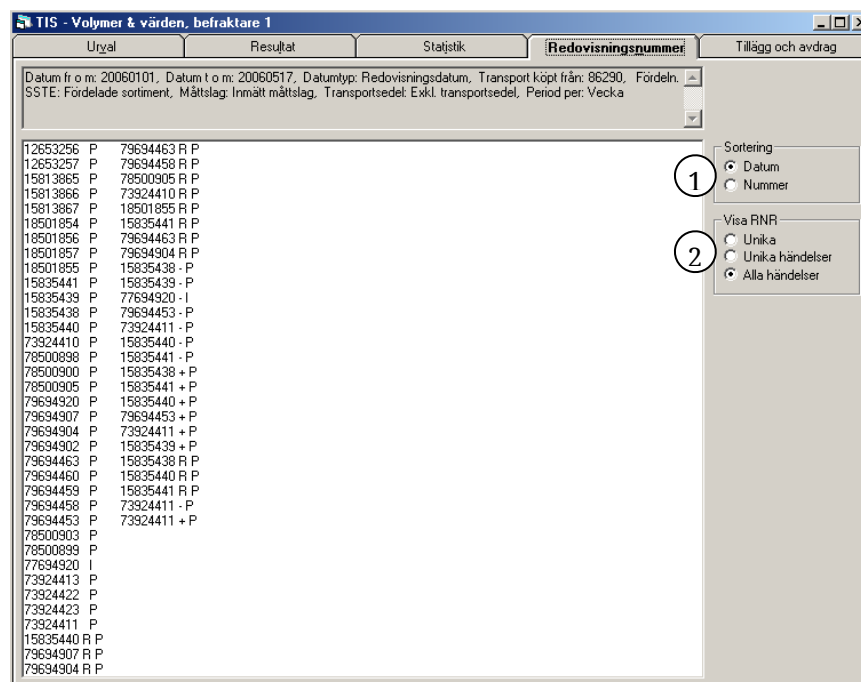 TIS - Volymer & värden, befraktare 1
Urval Resultat Statistik Redovisningsnummer Tillägg och avdrag
Datum fr o m: 20060101, Datum t o m: 20060517, Datumtyp: Redovisningsdatum, Transport köpt från: 86290, Fördeln.
SSTE: Fördelade sortiment, Måttslag: Inmätt måttslag, Transportsedel: Exkl. transportsedel, Period per: Vecka
12653256 P 79694463 R P
12653257 P 79694458 R P
15813865 P 78500905 R P
15813866 P 73924410 R P
15813867 P 18501855 R P
18501854 P 15835441 R P
18501856 P 79694463 R P
18501857 P 79694904 R P
18501855 P 15835438 - P
15835441 P 15835439 - P
15835439 P 77694920 - I
15835438 P 79694453 - P
15835440 P 73924411 - P
73924410 P 15835440 - P
78500898 P 15835441 - P
78500900 P 15835438 + P
78500905 P 15835441 + P
79694920 P 15835440 + P
79694907 P 79694453 + P
79694904 P 73924411 + P
79694902 P 15835439 + P
79694463 P 15835438 R P
79694460 P 15835440 R P
79694459 P 15835441 R P
79694458 P 73924411 - P
79694453 P 73924411 + P
78500903 P
78500899 P
77694920 I
73924413 P
73924422 P
73924423 P
73924411 P
15835440 R P
79694907 R P
79694904 R P
Sortering
1
Datum
Nummer
Visa RNR
2
Unika
Unika händelser
Alla händelser